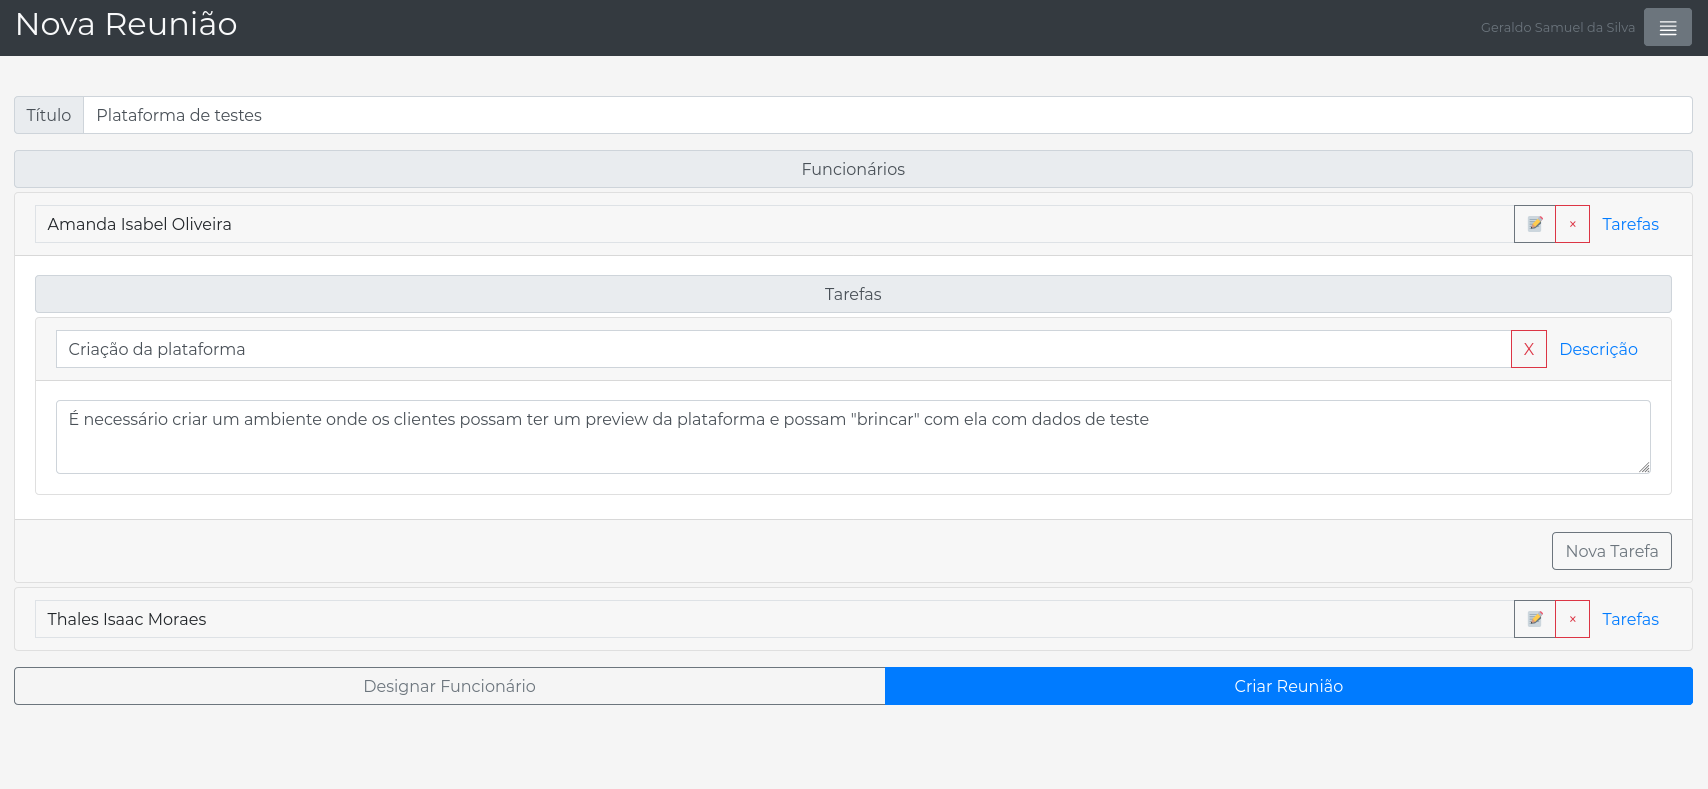 Nova Reunião
Geraldo Samuel da Silva
Título Plataforma de testes
Funcionários
Amanda Isabel Oliveira × Tarefas
Tarefas
Criação da plataforma X Descrição
É necessário criar um ambiente onde os clientes possam ter um preview da plataforma e possam "brincar" com ela com dados de teste
Nova Tarefa
Thales Isaac Moraes × Tarefas
Designar Funcionário Criar Reunião